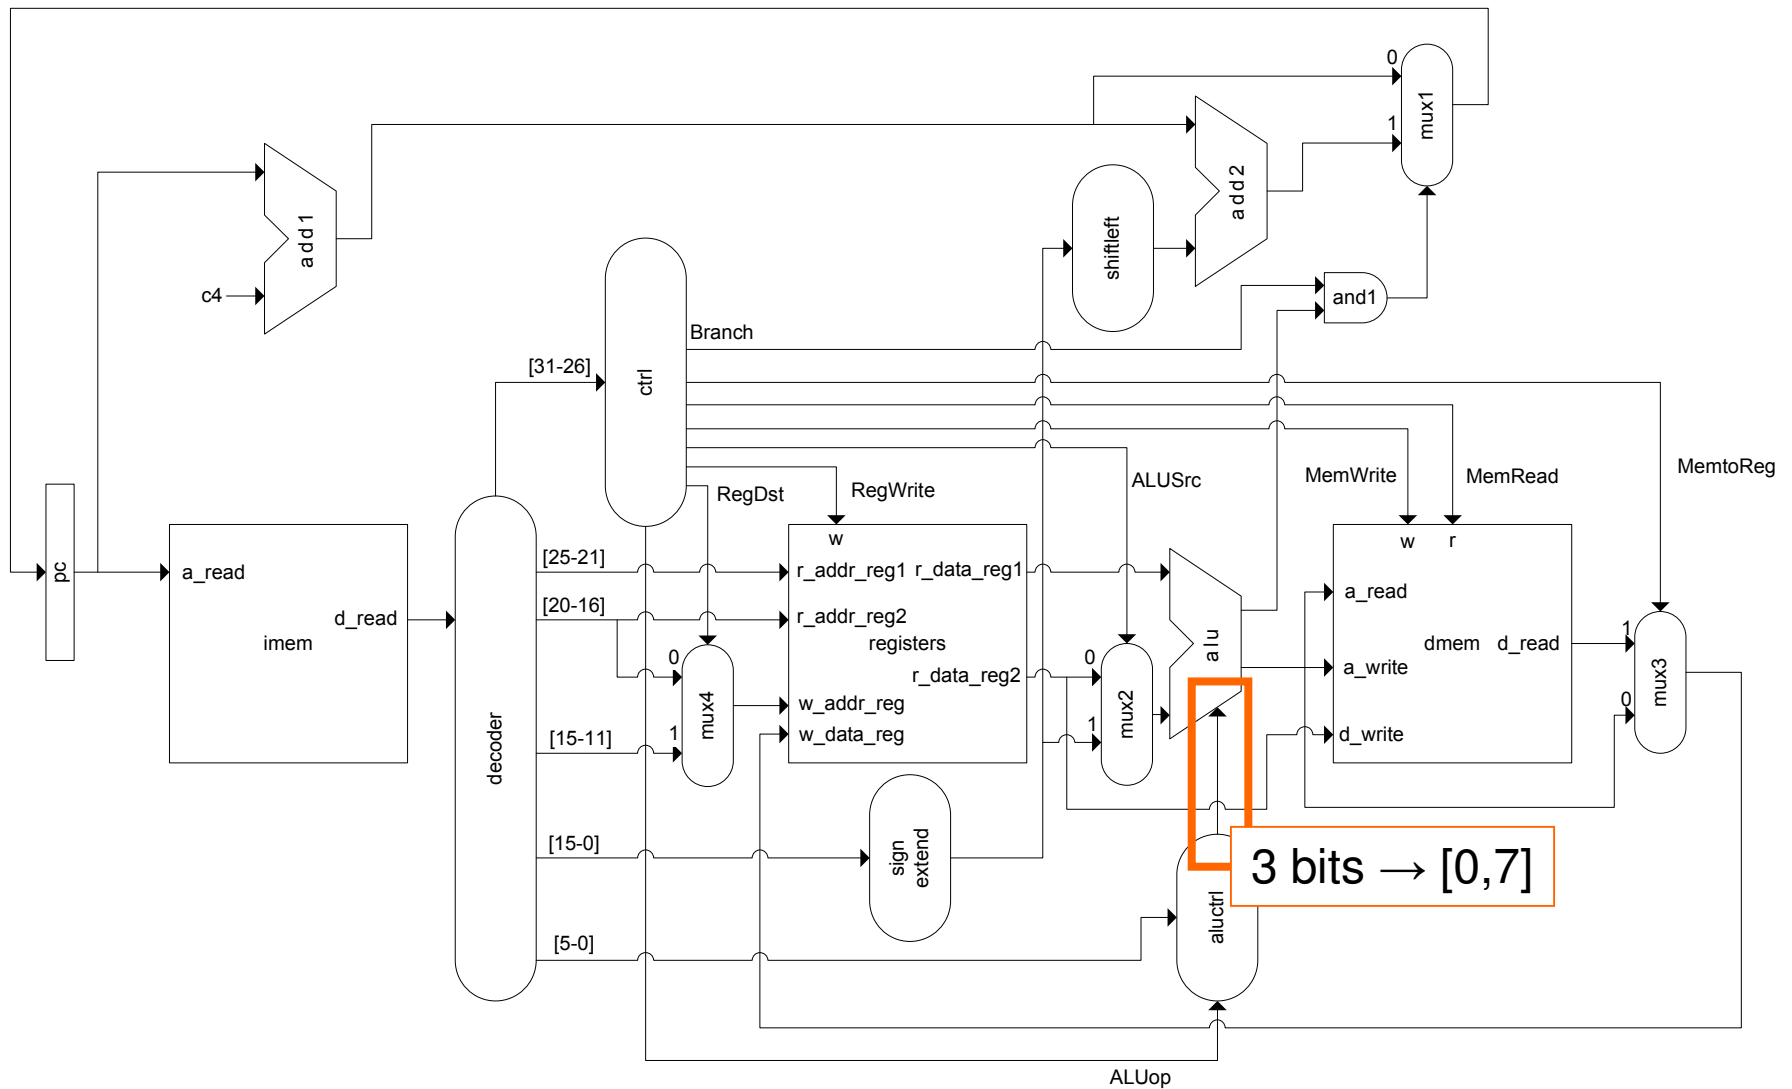 0
mux1
1
add2
shiftleft
add1
c4
and1
Branch
[31-26]
ctrl
MemtoReg
RegDst
RegWrite
ALUSrc
MemWrite
MemRead
pc
a_read
d_read
imem
decoder
[25-21]
[20-16]
[15-11]
[15-0]
[5-0]
0
mux4
1
w
r_addr_reg1
r_data_reg1
r_addr_reg2
registers
r_data_reg2
w_addr_reg
w_data_reg
sign
extend
0
mux2
1
alu
w
r
a_read
dmem
d_read
a_write
d_write
1
mux3
0
3 bits → [0,7]
aluctrl
ALUop